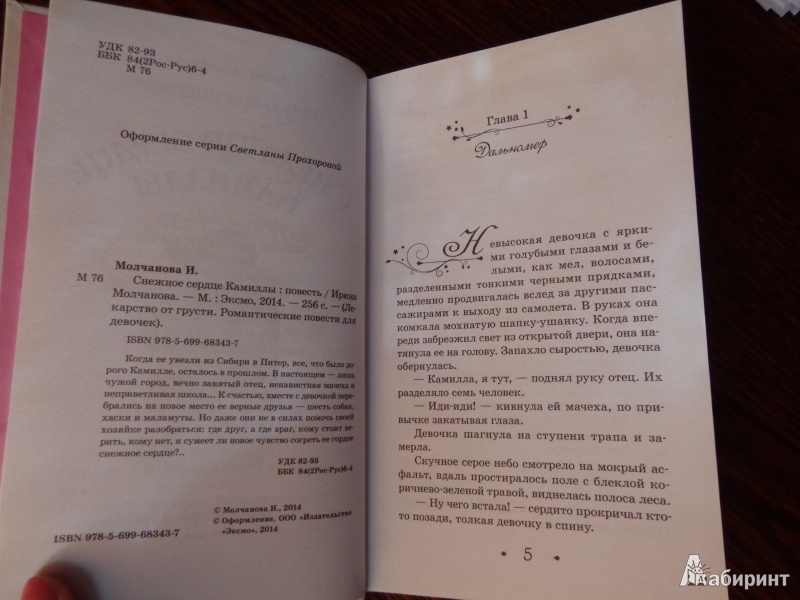 УДК 82-93
ББК 84(2Рос-Рус)6-4
М 76
Оформление серии Светланы Прохоровой
Молчанова И.
М 76 Снежное сердце Камиллы : повесть / Ирина
Молчанова. — М. : Эксмо, 2014. — 256 с. — (Ле-
карство от грусти. Романтические повести для
девочек).
ISBN 978-5-699-68343-7
Когда ее увезли из Сибири в Питер, все, что было до-
рого Камилле, осталось в прошлом. В настоящем — лишь
чужой город, вечно занятый отец, ненавистная мачеха и
неприветливая школа... К счастью, вместе с девочкой пере-
брались на новое место ее верные друзья — шесть собак,
хаски и маламуты. Но даже они не в силах помочь своей
хозяйке разобраться: где друг, а где враг, кому стоит ве-
рить, кому нет, и сумеет ли новое чувство согреть ее гордое
снежное сердце?..
УДК 82-93
ББК 84(2Рос-Рус)6-4
© Молчанова И., 2014
© Оформление. ООО «Издательство
«Эксмо», 2014
ISBN 978-5-699-68343-7
Глава 1
Дальномер
Невысокая девочка с ярки-
ми голубыми глазами и бе-
лыми, как мел, волосами,
разделенными тонкими черными прядками,
медленно продвигалась вслед за другими пас-
сажирами к выходу из самолета. В руках она
комкала мохнатую шапку-ушанку. Когда впе-
реди забрезжил свет из открытой двери, она на-
тянула ее на голову. Запахло сыростью, девочка
обернулась.
— Камилла, я тут, — поднял руку отец. Их
разделяло семь человек.
— Иди-иди! — кивнула ей мачеха, по при-
вычке закатывая глаза.
Девочка шагнула на ступени трапа и за-
мерла.
Скучное серое небо смотрело на мокрый ас-
фальт, вдаль простиралось поле с блеклой ко-
ричнево-зеленой травой, виднелась полоса леса.
— Ну чего встала! — сердито прокричал кто-
то позади, толкая девочку в спину.
5
Лабиринт